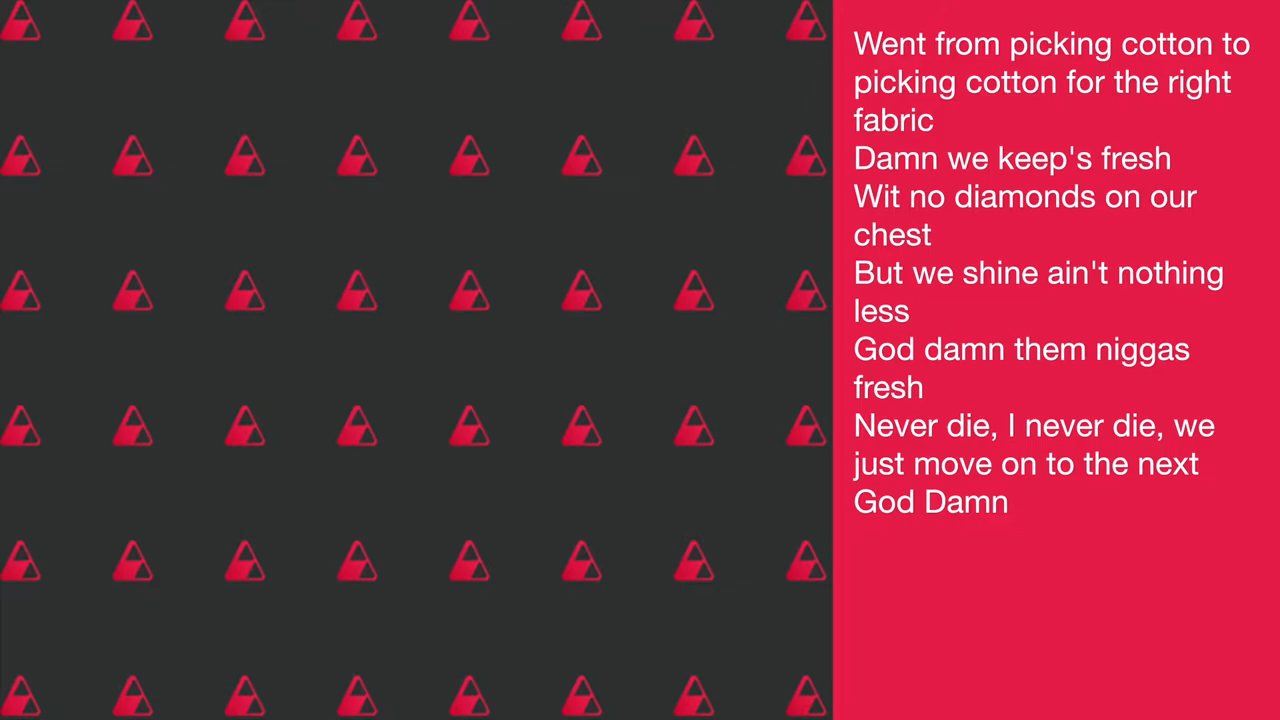 Went from picking cotton to
picking cotton for the right
fabric
Damn we keep's fresh
Wit no diamonds on our
chest
But we shine ain't nothing
less
God damn them niggas
fresh
Never die, I never die, we
just move on to the next
God Damn